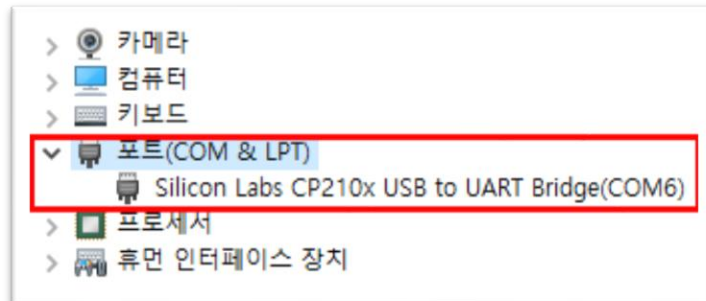 카메라
컴퓨터
키보드
포트(COM & LPT)
Silicon Labs CP210x USB to UART Bridge(COM6)
프로세서
휴먼 인터페이스 장치